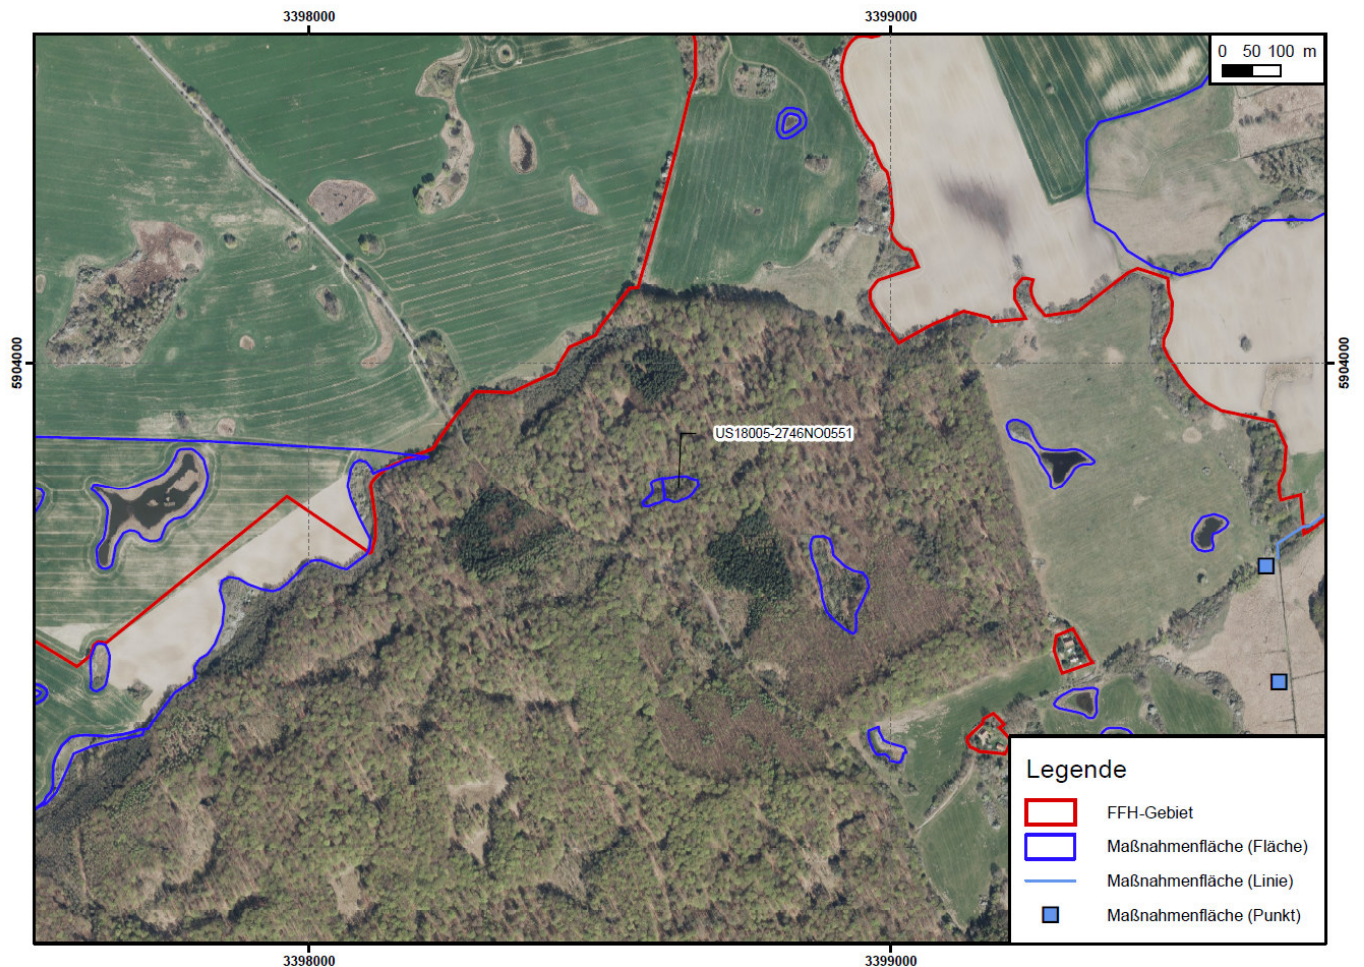 3398000
3399000
0 50 100 m
5904000
5904000
US18005-2746NO0551
Legende
FFH-Gebiet
Maßnahmenfläche (Fläche)
Maßnahmenfläche (Linie)
Maßnahmenfläche (Punkt)
3398000
3399000